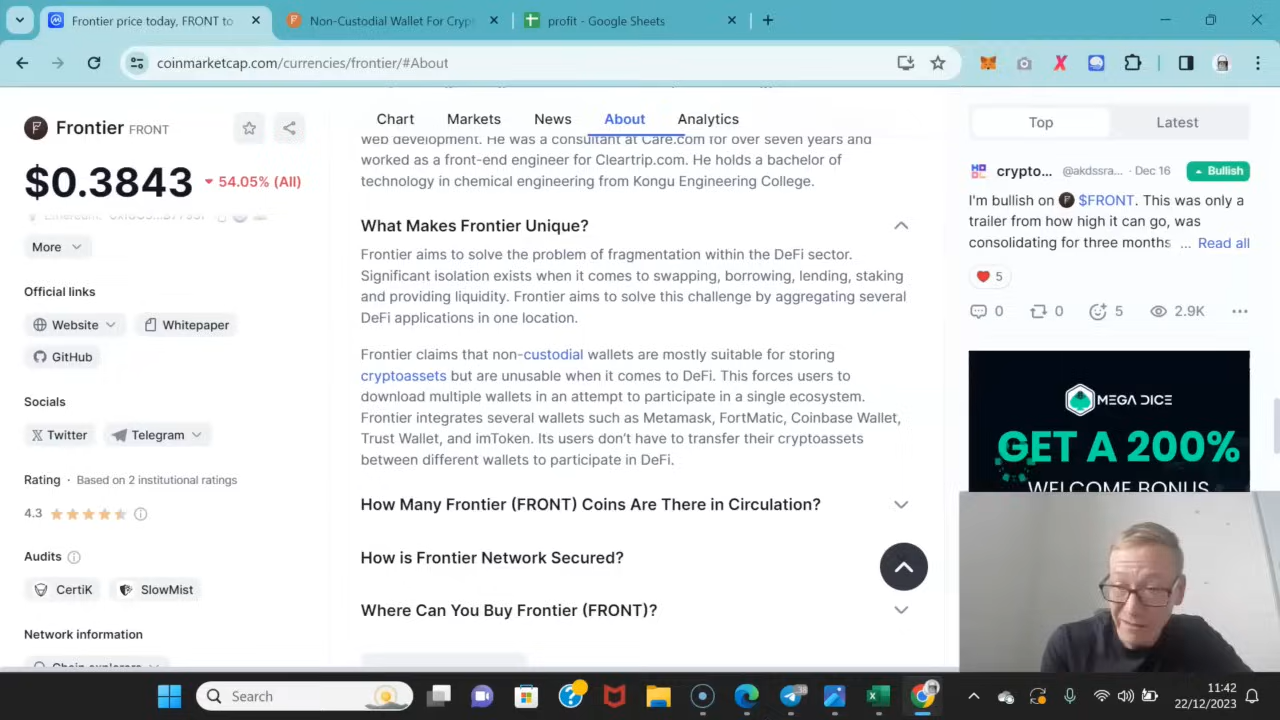 Frontier price today, FRONT to
Non-Custodial Wallet For Cryp
profit - Google Sheets
coinmarketcap.com/currencies/frontier/#About
Frontier FRONT
$0.3843 54.05% (All)
More
Official links
Website
Whitepaper
GitHub
Socials
Twitter
Telegram
Rating · Based on 2 institutional ratings
4.3
Audits
CertiK
SlowMist
Network information
Chain explorers
Chart
Markets
News
About
Analytics
web development. He was a consultant at Care.com for over seven years and
worked as a front-end engineer for Cleartrip.com. He holds a bachelor of
technology in chemical engineering from Kongu Engineering College.
What Makes Frontier Unique?
Frontier aims to solve the problem of fragmentation within the DeFi sector.
Significant isolation exists when it comes to swapping, borrowing, lending, staking
and providing liquidity. Frontier aims to solve this challenge by aggregating several
DeFi applications in one location.
Frontier claims that non-custodial wallets are mostly suitable for storing
cryptoassets but are unusable when it comes to DeFi. This forces users to
download multiple wallets in an attempt to participate in a single ecosystem.
Frontier integrates several wallets such as Metamask, FortMatic, Coinbase Wallet,
Trust Wallet, and imToken. Its users don’t have to transfer their cryptoassets
between different wallets to participate in DeFi.
How Many Frontier (FRONT) Coins Are There in Circulation?
How is Frontier Network Secured?
Where Can You Buy Frontier (FRONT)?
Top
Latest
crypto... @akdssra... · Dec 16 Bullish
I'm bullish on $FRONT. This was only a
trailer from how high it can go, was
consolidating for three months ... Read all
5
0 0 5 2.9K
MEGA DICE
GET A 200%
WELCOME BONUS
Search
11:42
22/12/2023